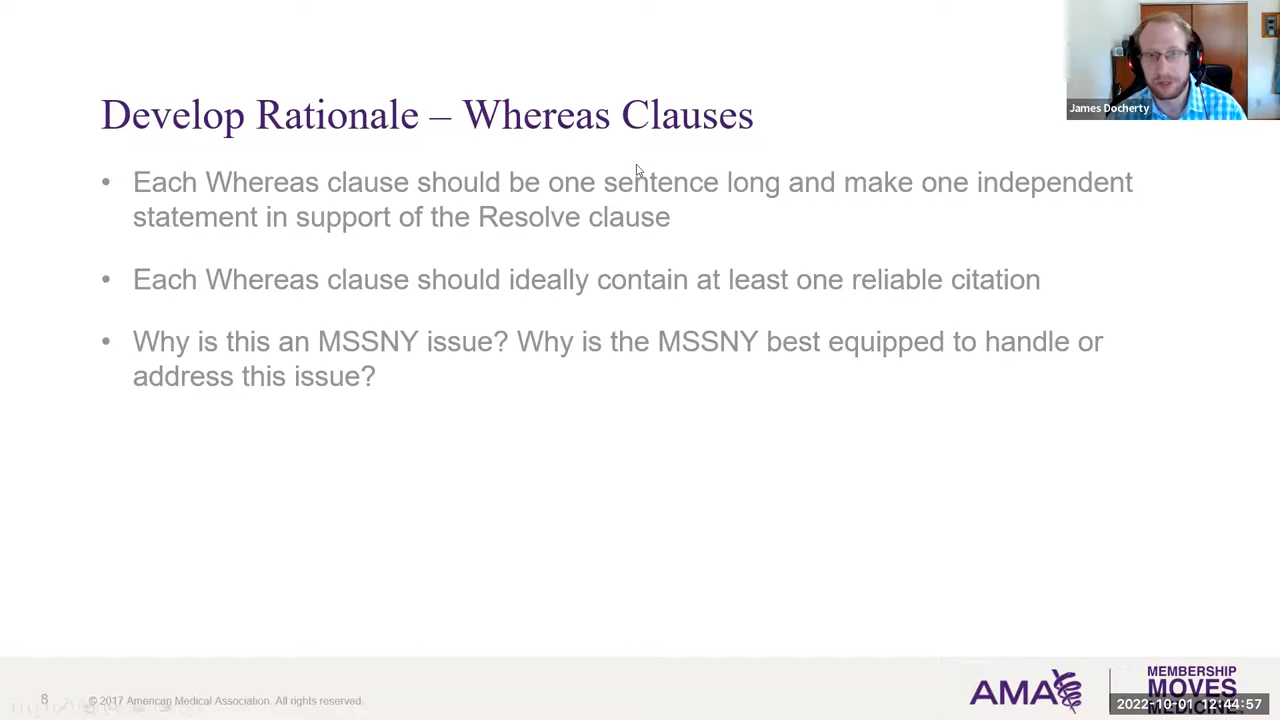 James Docherty
Develop Rationale – Whereas Clauses
• Each Whereas clause should be one sentence long and make one independent
statement in support of the Resolve clause
• Each Whereas clause should ideally contain at least one reliable citation
• Why is this an MSSNY issue? Why is the MSSNY best equipped to handle or
address this issue?
8
© 2017 American Medical Association. All rights reserved.
AMA
MEMBERSHIP
MOVES
MEDICINE
2022-10-01 12:44:57